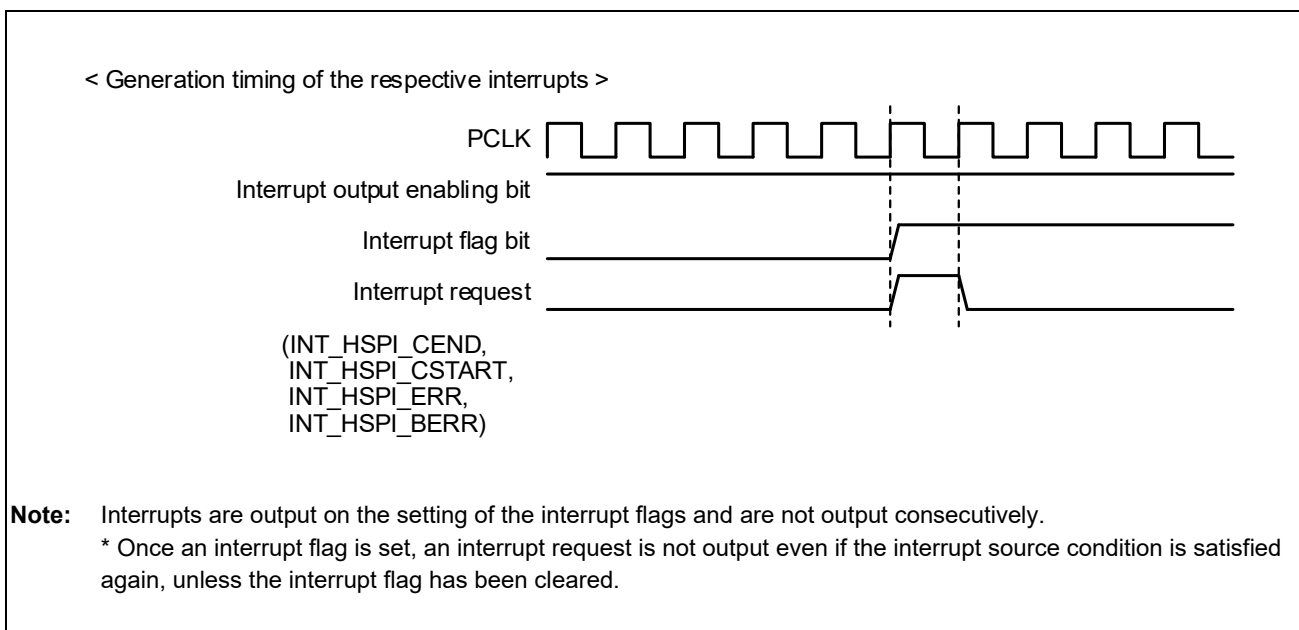 < Generation timing of the respective interrupts >
PCLK
Interrupt output enabling bit
Interrupt flag bit
Interrupt request
(INT_HSPI_CEND,
INT_HSPI_CSTART,
INT_HSPI_ERR,
INT_HSPI_BERR)
Note: Interrupts are output on the setting of the interrupt flags and are not output consecutively.
* Once an interrupt flag is set, an interrupt request is not output even if the interrupt source condition is satisfied
again, unless the interrupt flag has been cleared.